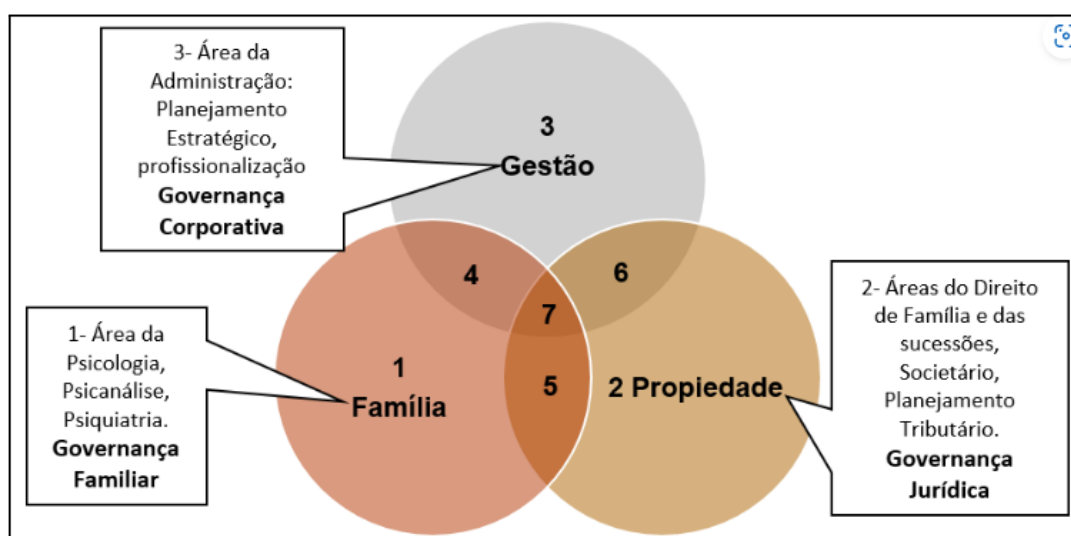 3- Área da
Administração:
Planejamento
Estratégico,
profissionalização
Governança
Corporativa
3
Gestão
4
6
7
1- Área da
Psicologia,
Psicanálise,
Psiquiatria.
Governança
Familiar
1
Família
5
2 Propiedade
2- Áreas do Direito
de Família e das
sucessões,
Societário,
Planejamento
Tributário.
Governança
Jurídica